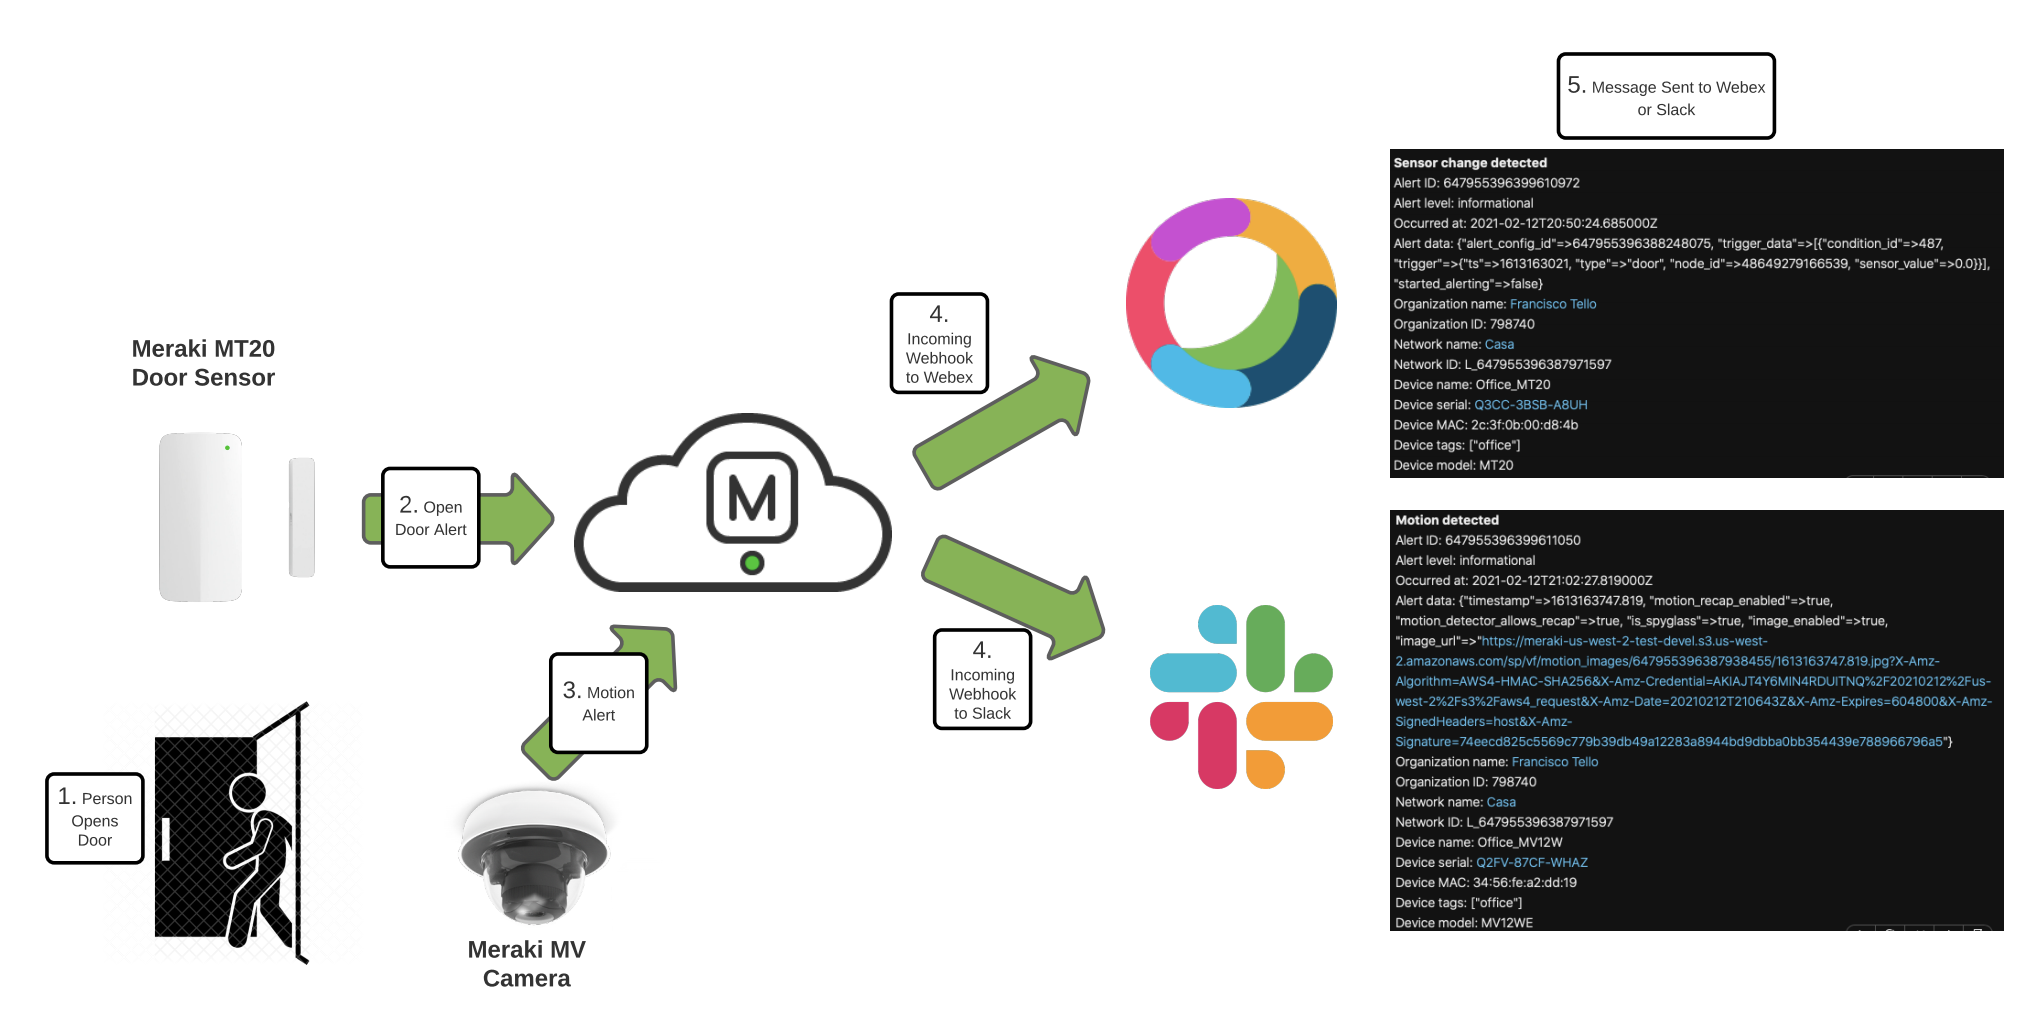 5. Message Sent to Webex
or Slack
Sensor change detected
Alert ID: 647955396399610972
Alert level: informational
Occurred at: 2021-02-12T20:50:24.685000Z
Alert data: {"alert_config_id"=>647955396388248075, "trigger_data"=>[{"condition_id"=>487,
"trigger"=>{"ts"=>1613163021, "type"=>"door", "node_id"=>48649279166539, "sensor_value"=>0.0}}],
"started_alerting"=>false}
Organization name: Francisco Tello
Organization ID: 798740
Network name: Casa
Network ID: L_647955396387971597
Device name: Office_MT20
Device serial: Q3CC-3BSB-A8UH
Device MAC: 2c:3f:0b:00:d8:4b
Device tags: ["office"]
Device model: MT20
4.
Incoming
Webhook
to Webex
Meraki MT20
Door Sensor
2. Open
Door Alert
M
3. Motion
Alert
4.
Incoming
Webhook
to Slack
1. Person
Opens
Door
Meraki MV
Camera
Motion detected
Alert ID: 647955396399611050
Alert level: informational
Occurred at: 2021-02-12T21:02:27.819000Z
Alert data: {"timestamp"=>1613163747.819, "motion_recap_enabled"=>true,
"motion_detector_allows_recap"=>true, "is_spyglass"=>true, "image_enabled"=>true,
"image_url"=>"https://meraki-us-west-2-test-devel.s3.us-west-
2.amazonaws.com/sp/vf/motion_images/647955396387938455/1613163747.819.jpg?X-Amz-
Algorithm=AWS4-HMAC-SHA256&X-Amz-Credential=AKIAJT4Y6MIN4RDUITNQ%2F20210212%2Fus-
west-2%2Fs3%2Faws4_request&X-Amz-Date=20210212T210643Z&X-Amz-Expires=604800&X-Amz-
SignedHeaders=host&X-Amz-
Signature=74eecd825c5569c779b39db49a12283a8944bd9dbba0bb354439e788966796a5"}
Organization name: Francisco Tello
Organization ID: 798740
Network name: Casa
Network ID: L_647955396387971597
Device name: Office_MV12W
Device serial: Q2FV-87CF-WHAZ
Device MAC: 34:56:fe:a2:dd:19
Device tags: ["office"]
Device model: MV12WE